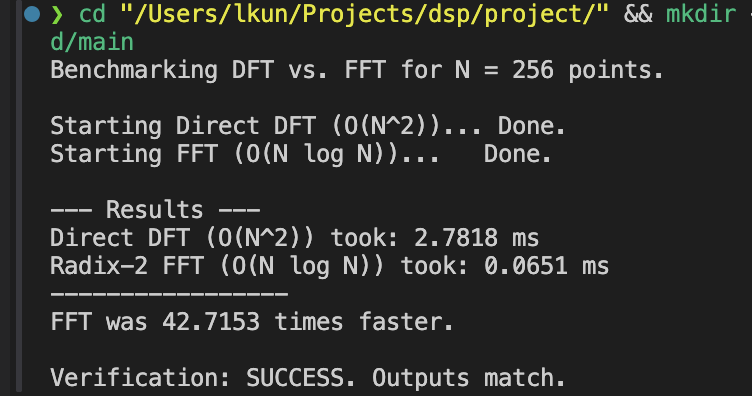 ❯ cd "/Users/lkun/Projects/dsp/project/" && mkdir
d/main
Benchmarking DFT vs. FFT for N = 256 points.
Starting Direct DFT (O(N^2))... Done.
Starting FFT (O(N log N))...   Done.
--- Results ---
Direct DFT (O(N^2)) took: 2.7818 ms
Radix-2 FFT (O(N log N)) took: 0.0651 ms
-----------------
FFT was 42.7153 times faster.
Verification: SUCCESS. Outputs match.